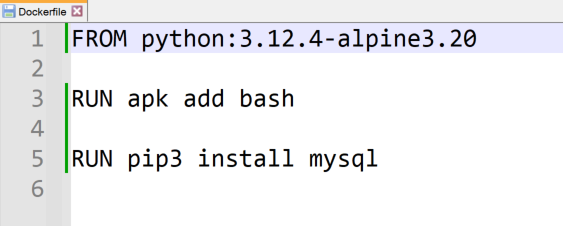 Dockerfile
1 FROM python:3.12.4-alpine3.20
2
3 RUN apk add bash
4
5 RUN pip3 install mysql
6